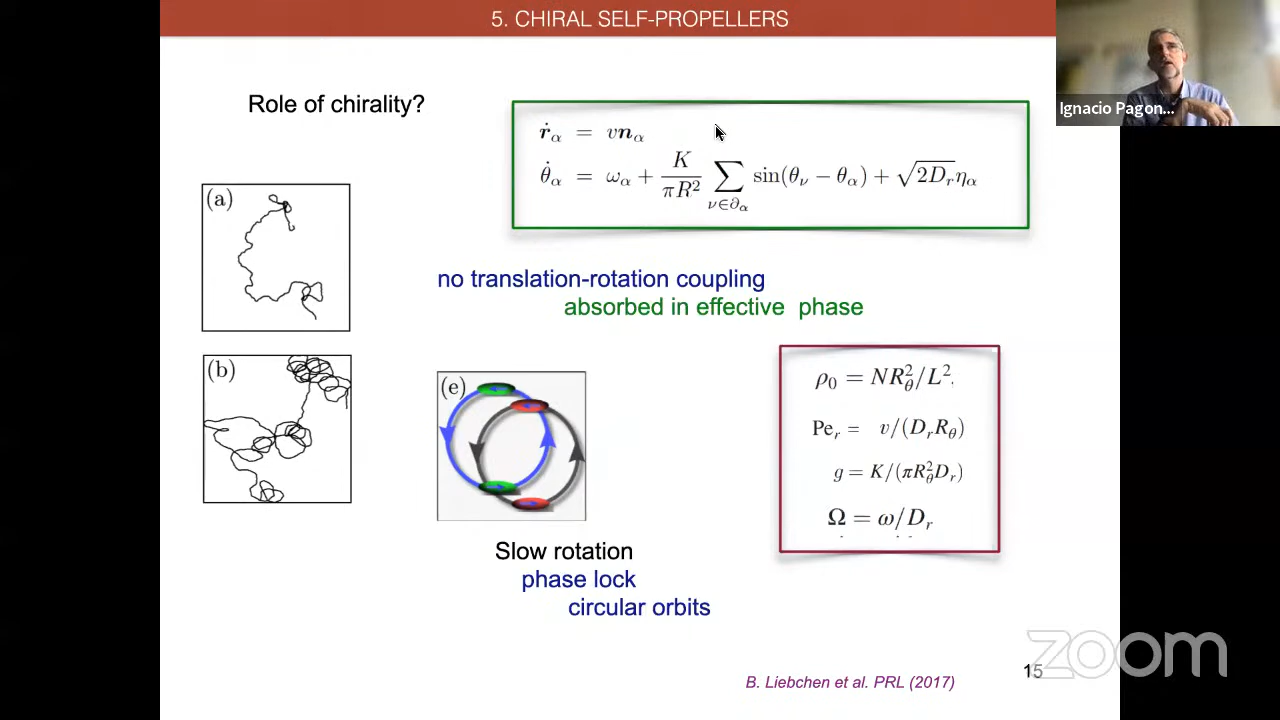 5. CHIRAL SELF-PROPELLERS
Ignacio Pagon...
Role of chirality?
ṙ_α = v n_α
θ̇_α = ω_α + K/(πR²) ∑_{ν∈∂_α} sin(θ_ν − θ_α) + √(2D_r) η_α
(a)
no translation-rotation coupling
absorbed in effective phase
(b)
(e)
ρ₀ = NR_θ²/L².
Pe_r = v/(D_r R_θ)
g = K/(πR_θ² D_r)
Ω = ω/D_r
Slow rotation
phase lock
circular orbits
B. Liebchen et al. PRL (2017)
15
zoom